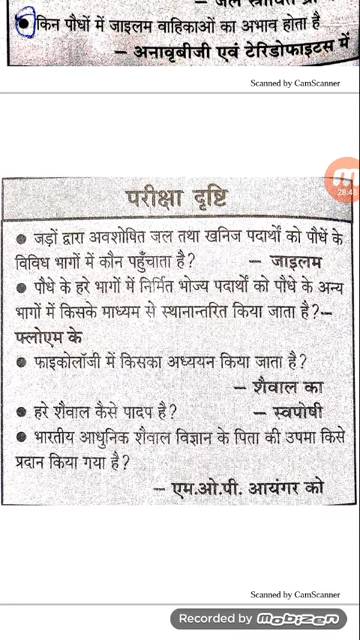 ● किन पौधों में जाइलम वाहिकाओं का अभाव होता है
– अनावृबीजी एवं टेरिडोफाइटस में
Scanned by CamScanner
परीक्षा दृष्टि
28:48
● जड़ों द्वारा अवशोषित जल तथा खनिज पदार्थों को पौधें के
विविध भागों में कौन पहुँचाता है? – जाइलम
● पौधे के हरे भागों में निर्मित भोज्य पदार्थों को पौधे के अन्य
भागों में किसके माध्यम से स्थानान्तरित किया जाता है?–
फ्लोएम के
● फाइकोलॉजी में किसका अध्ययन किया जाता है?
– शैवाल का
● हरे शैवाल कैसे पादप है? – स्वपोषी
● भारतीय आधुनिक शैवाल विज्ञान के पिता की उपमा किसे
प्रदान किया गया है?
– एम.ओ.पी. आयंगर को
Scanned by CamScanner
Recorded by Mobizen